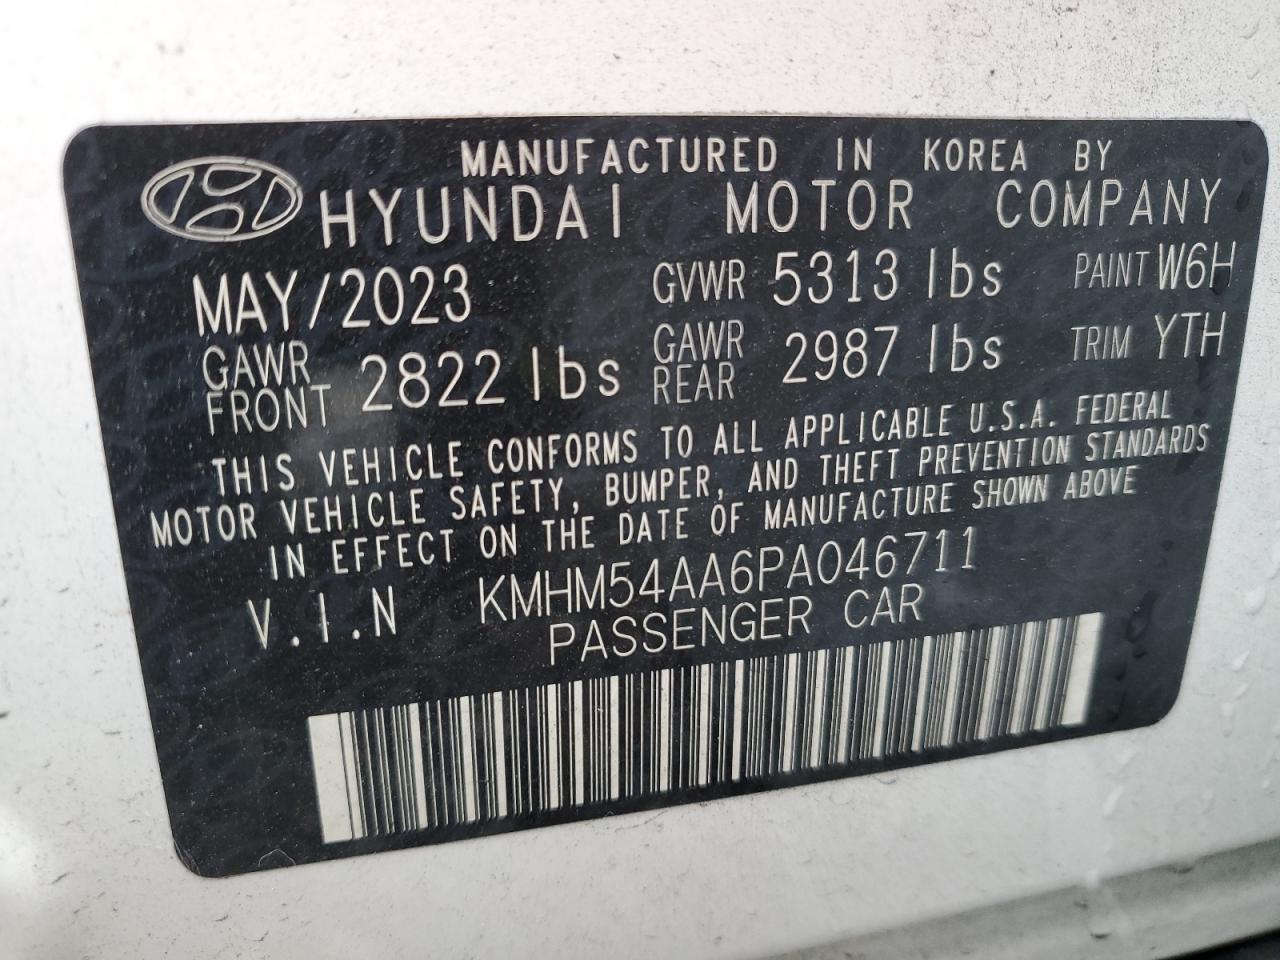 MANUFACTURED IN KOREA BY
HYUNDAI MOTOR COMPANY
MAY/2023 GVWR 5313 lbs PAINT W6H
GAWR FRONT 2822 lbs GAWR REAR 2987 lbs TRIM YTH
THIS VEHICLE CONFORMS TO ALL APPLICABLE U.S.A. FEDERAL
MOTOR VEHICLE SAFETY, BUMPER, AND THEFT PREVENTION STANDARDS
IN EFFECT ON THE DATE OF MANUFACTURE SHOWN ABOVE
V.I.N KMHM54AA6PA046711
PASSENGER CAR